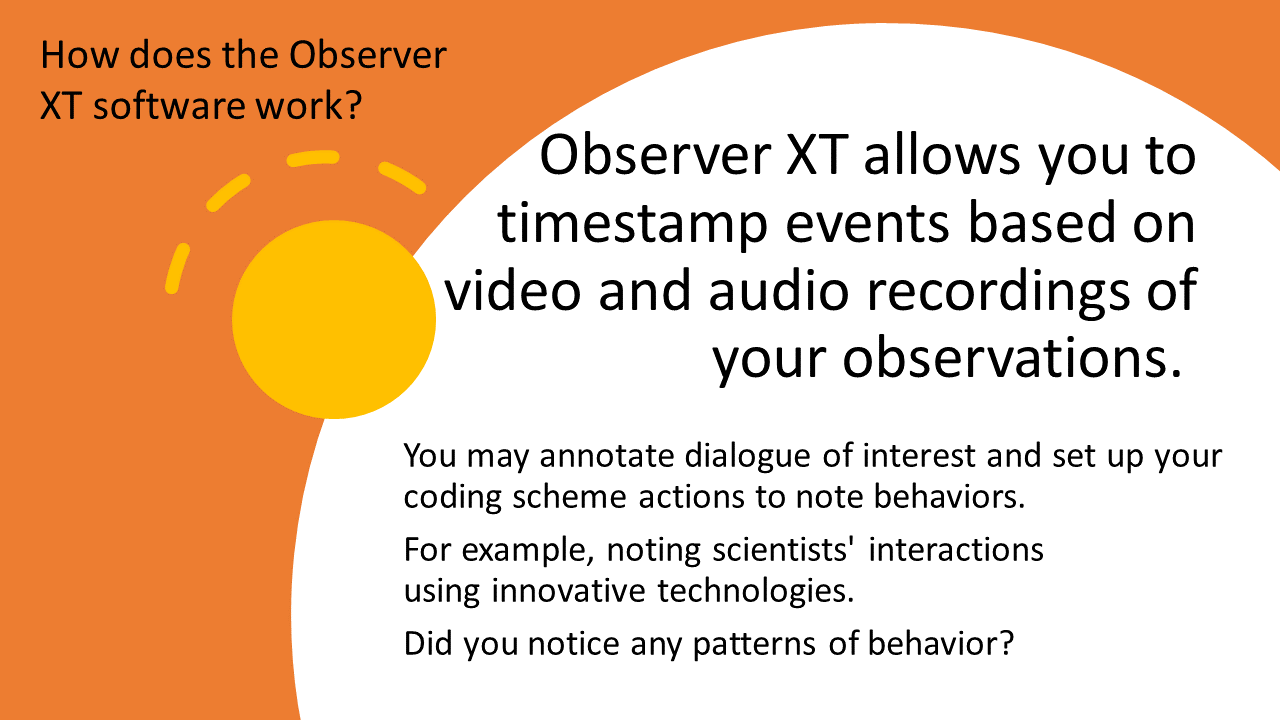 How does the Observer
XT software work?
Observer XT allows you to
timestamp events based on
video and audio recordings of
your observations.
You may annotate dialogue of interest and set up your
coding scheme actions to note behaviors.
For example, noting scientists' interactions
using innovative technologies.
Did you notice any patterns of behavior?